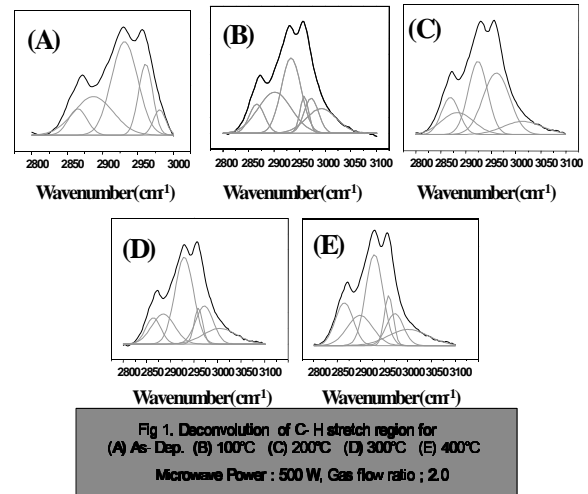 (A)
2800 2850 2900 2950 3000
Wavenumber(cm-1)
(B)
2800 2850 2900 2950 3000 3050 3100
Wavenumber(cm-1)
(C)
2800 2850 2900 2950 3000 3050 3100
Wavenumber(cm-1)
(D)
2800 2850 2900 2950 3000 3050 3100
Wavenumber(cm-1)
(E)
2800 2850 2900 2950 3000 3050 3100
Wavenumber(cm-1)
Fig 1. Deconvolution of C-H stretch region for
(A) As-Dep. (B) 100°C (C) 200°C (D) 300°C (E) 400°C
Microwave Power : 500 W, Gas flow ratio ; 2.0